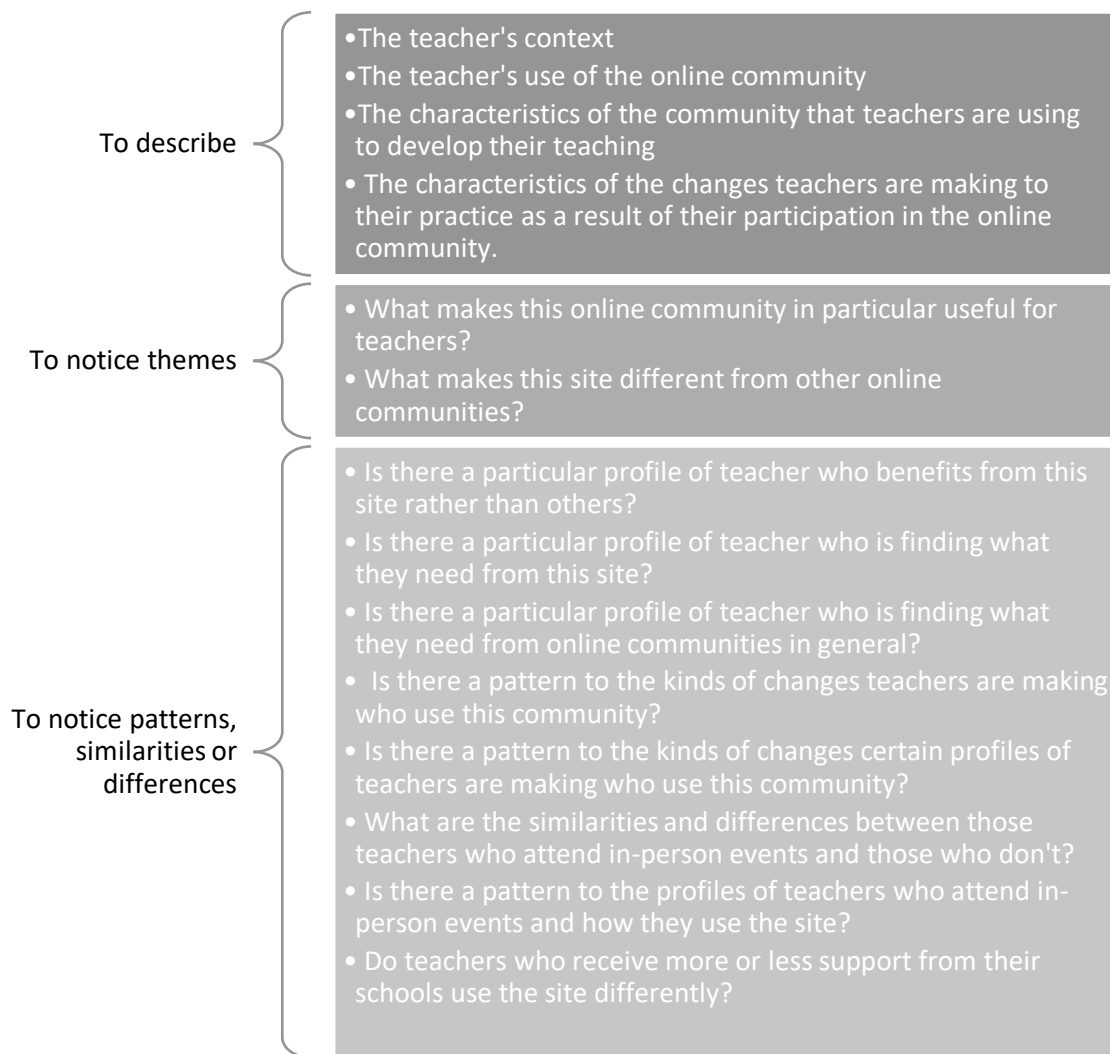 To describe
•The teacher's context
•The teacher's use of the online community
•The characteristics of the community that teachers are using
to develop their teaching
• The characteristics of the changes teachers are making to
their practice as a result of their participation in the online
community.
To notice themes
• What makes this online community in particular useful for
teachers?
• What makes this site different from other online
communities?
To notice patterns,
similarities or
differences
• Is there a particular profile of teacher who benefits from this
site rather than others?
• Is there a particular profile of teacher who is finding what
they need from this site?
• Is there a particular profile of teacher who is finding what
they need from online communities in general?
• Is there a pattern to the kinds of changes teachers are making
who use this community?
• Is there a pattern to the kinds of changes certain profiles of
teachers are making who use this community?
• What are the similarities and differences between those
teachers who attend in-person events and those who don't?
• Is there a pattern to the profiles of teachers who attend in-
person events and how they use the site?
• Do teachers who receive more or less support from their
schools use the site differently?